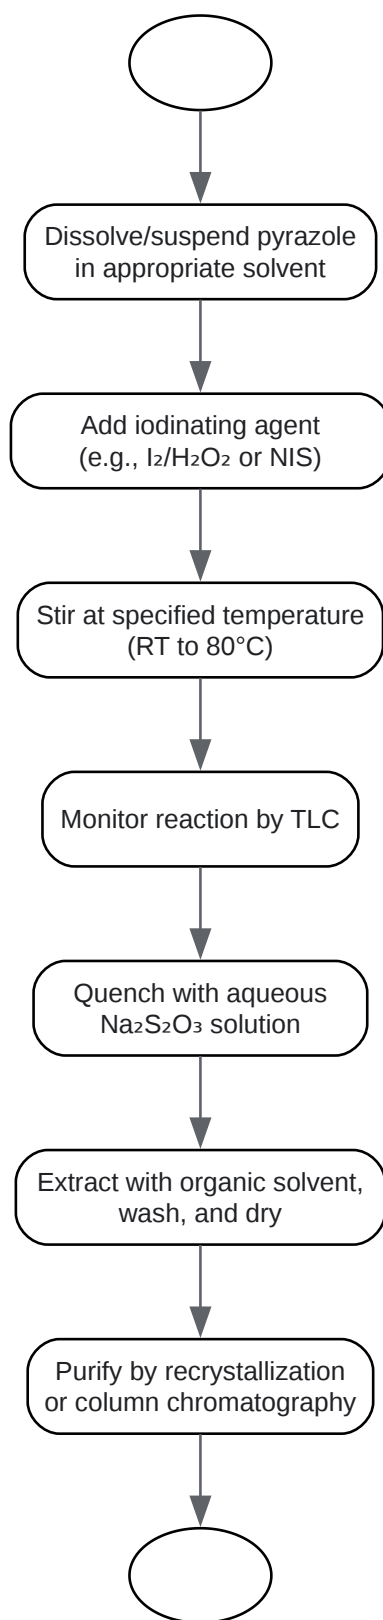 Dissolve/suspend pyrazole
in appropriate solvent
Add iodinating agent
(e.g., I₂/H₂O₂ or NIS)
Stir at specified temperature
(RT to 80°C)
Monitor reaction by TLC
Quench with aqueous
Na₂S₂O₃ solution
Extract with organic solvent,
wash, and dry
Purify by recrystallization
or column chromatography